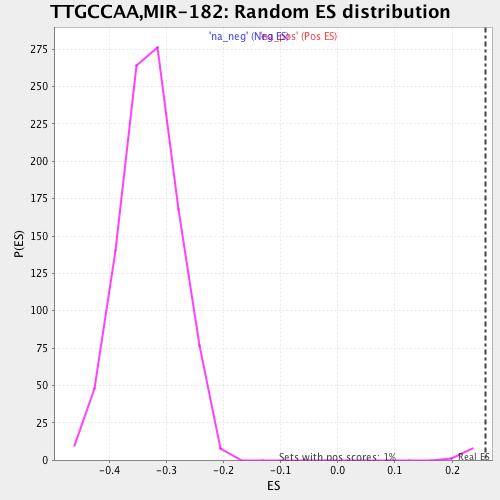 TTGCCAA,MIR-182: Random ES distribution
'na_neg' (Neg ES) 'na_pos' (Pos ES)
275
250
225
200
175
150
125
100
75
50
25
0
P(ES)
Sets with pos scores: 1%
Real ES
-0.4 -0.3 -0.2 -0.1 0.0 0.1 0.2
ES